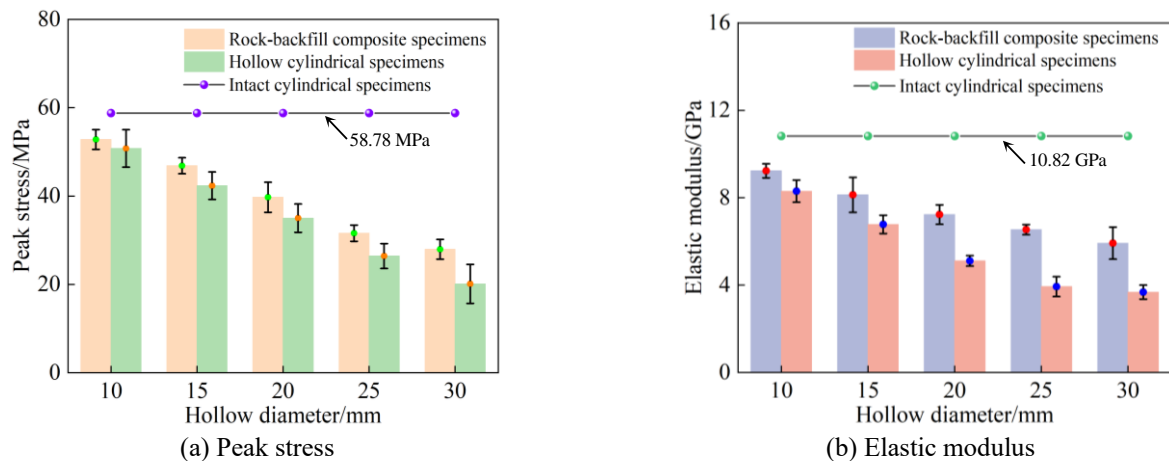 80
60
40
20
0
Peak stress/MPa
Rock-backfill composite specimens
Hollow cylindrical specimens
Intact cylindrical specimens
58.78 MPa
10 15 20 25 30
Hollow diameter/mm
(a) Peak stress
16
12
8
4
0
Elastic modulus/GPa
Rock-backfill composite specimens
Hollow cylindrical specimens
Intact cylindrical specimens
10.82 GPa
10 15 20 25 30
Hollow diameter/mm
(b) Elastic modulus